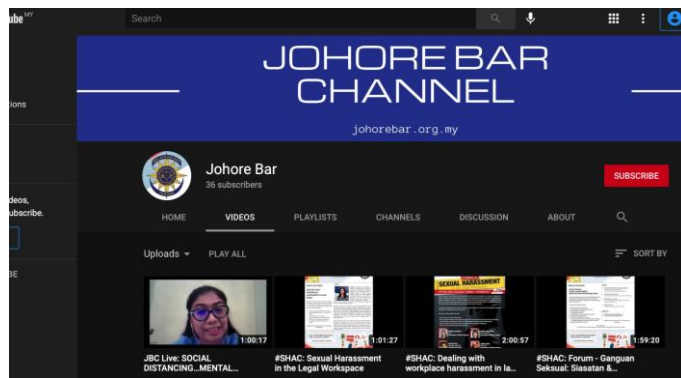 ube MY
Search
JOHORE BAR
CHANNEL
johorebar.org.my
tions
Johore Bar
36 subscribers
SUBSCRIBE
deos,
ubscribe.
HOME VIDEOS PLAYLISTS CHANNELS DISCUSSION ABOUT
BE
Uploads PLAY ALL SORT BY
1:00:17 1:01:27 SEXUAL HARASSMENT 2:00:57 1:59:20
JBC Live: SOCIAL
DISTANCING...MENTAL...
#SHAC: Sexual Harassment
in the Legal Workspace
#SHAC: Dealing with
workplace harassment in la...
#SHAC: Forum - Ganguan
Seksual: Siasatan &...